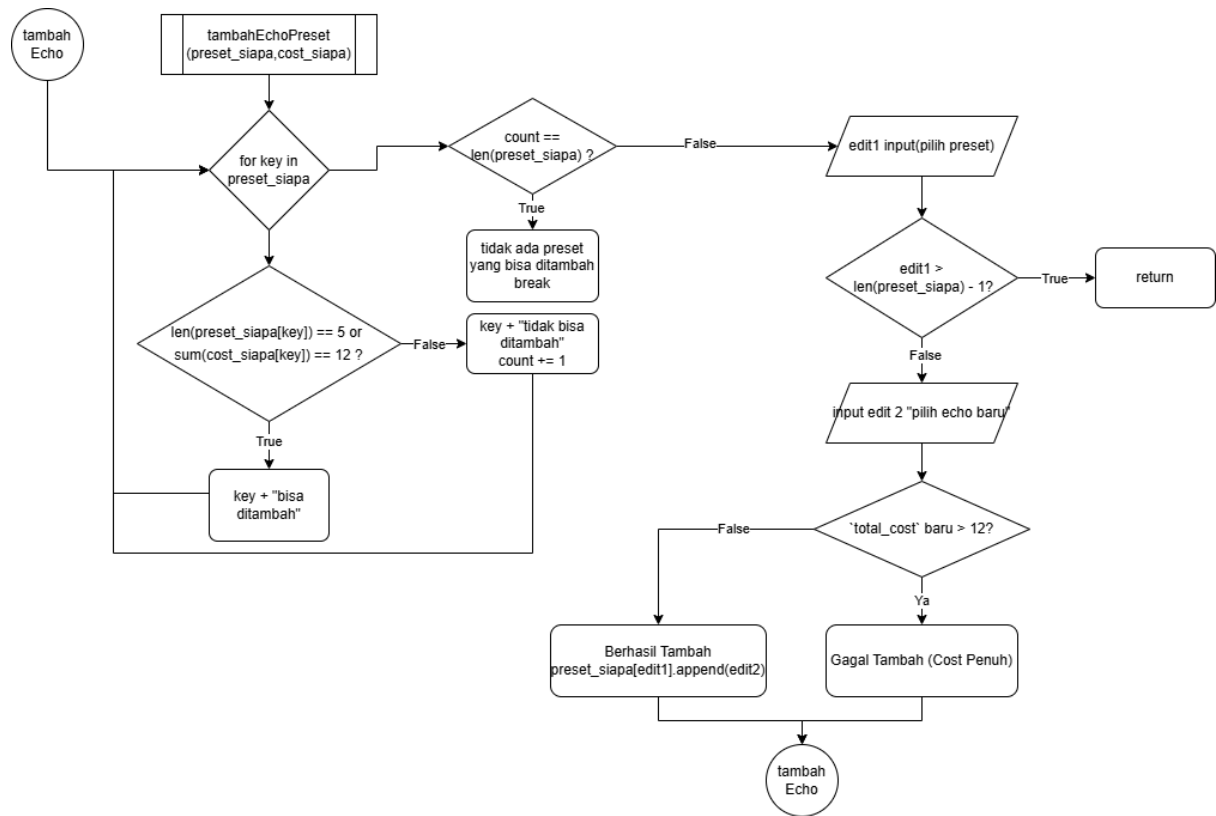 tambah
Echo
tambahEchoPreset
(preset_siapa,cost_siapa)
for key in
preset_siapa
count ==
len(preset_siapa) ?
False
edit1 input(pilih preset)
True
tidak ada preset
yang bisa ditambah
break
edit1 >
len(preset_siapa) - 1?
True
return
len(preset_siapa[key]) == 5 or
sum(cost_siapa[key]) == 12 ?
False
key + "tidak bisa
ditambah"
count += 1
False
input edit 2 "pilih echo baru"
True
key + "bisa
ditambah"
`total_cost` baru > 12?
False
Ya
Berhasil Tambah
preset_siapa[edit1].append(edit2)
Gagal Tambah (Cost Penuh)
tambah
Echo